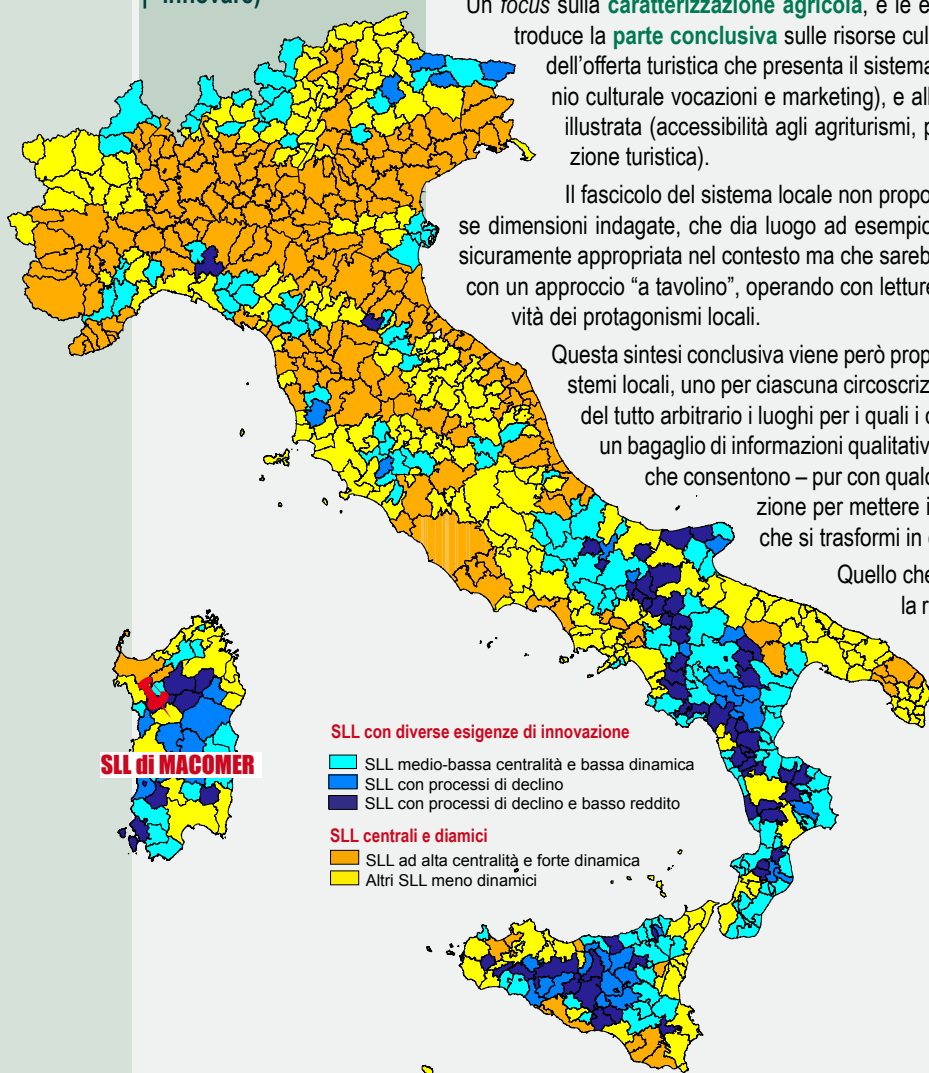 innovare)
Un focus sulla caratterizzazione agricola, e le e
troduce la parte conclusiva sulle risorse cul
dell'offerta turistica che presenta il sistema
nio culturale vocazioni e marketing), e all
illustrata (accessibilità agli agriturismi, p
zione turistica).
Il fascicolo del sistema locale non propo
se dimensioni indagate, che dia luogo ad esempio
sicuramente appropriata nel contesto ma che sareb
con un approccio “a tavolino”, operando con letture
vità dei protagonismi locali.
Questa sintesi conclusiva viene però prop
stemi locali, uno per ciascuna circoscriz
del tutto arbitrario i luoghi per i quali i
un bagaglio di informazioni qualitativ
che consentono – pur con qualc
zione per mettere i
che si trasformi in
Quello che
la r
SLL di MACOMER
SLL con diverse esigenze di innovazione
SLL medio-bassa centralità e bassa dinamica
SLL con processi di declino
SLL con processi di declino e basso reddito
SLL centrali e diamici
SLL ad alta centralità e forte dinamica
Altri SLL meno dinamici